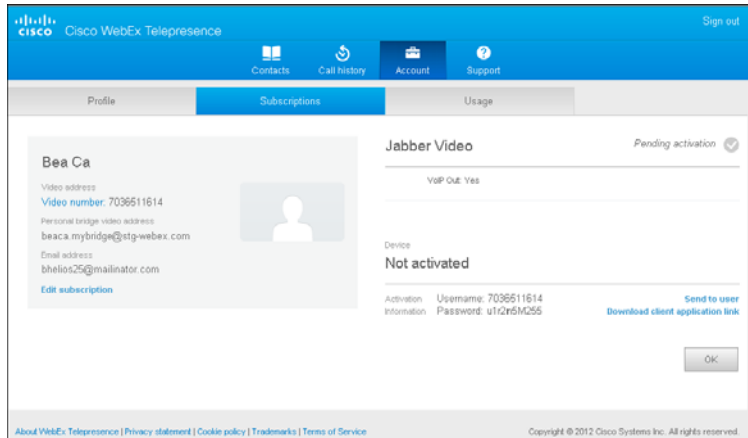 Sign out
cisco Cisco WebEx Telepresence
Contacts Call history Account Support
Profile Subscriptions Usage
Bea Ca
Video address
Video number: 7036511614
Personal bridge video address
beaca.mybridge@stg-webex.com
Email address
bhelios25@mailinator.com
Edit subscription
Jabber Video Pending activation
VoIP Out: Yes
Device
Not activated
Activation Username: 7036511614 Send to user
Information Password: u1r2in5M255 Download client application link
OK
About WebEx Telepresence | Privacy statement | Cookie policy | Trademarks | Terms of Service Copyright © 2012 Cisco Systems Inc. All rights reserved.